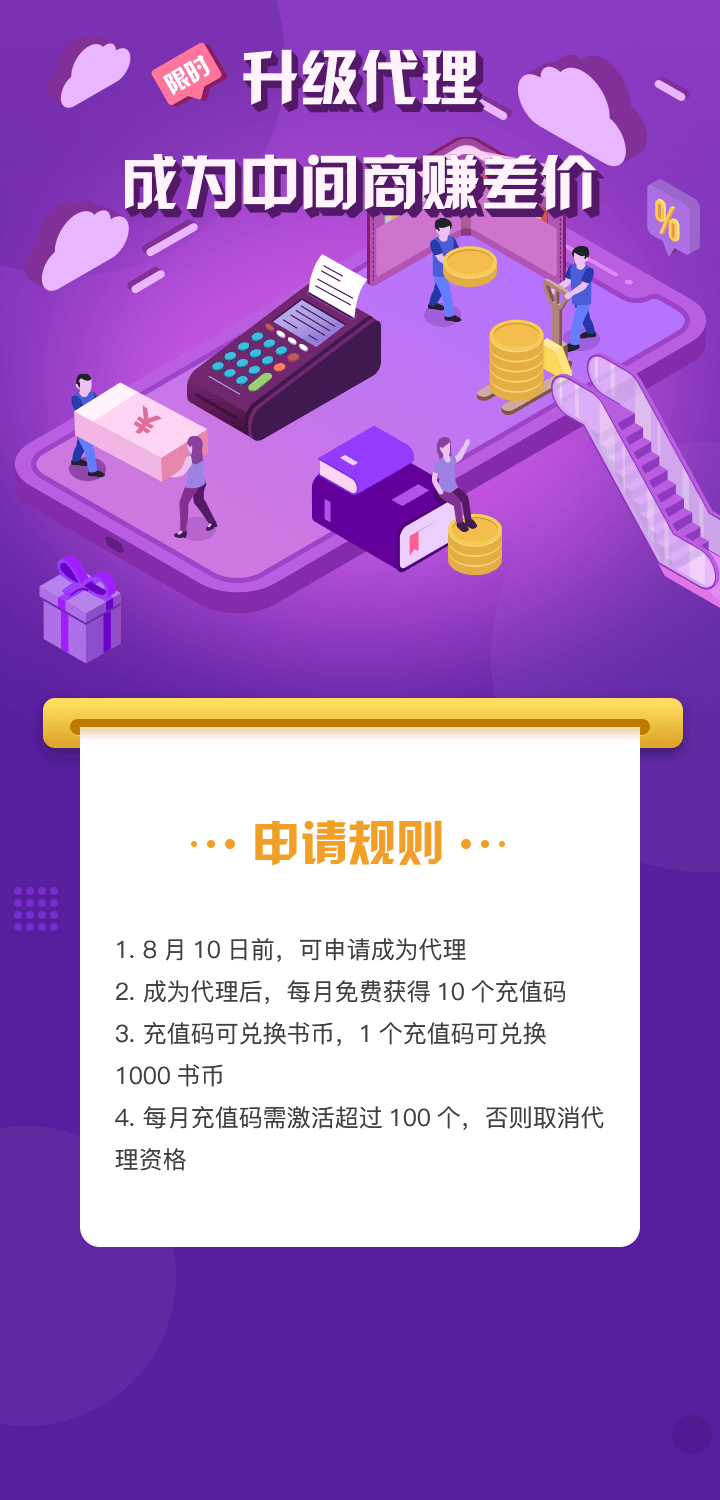 限时
升级代理
成为中间商赚差价
%
¥
申请规则
1. 8 月 10 日前，可申请成为代理
2. 成为代理后，每月免费获得 10 个充值码
3. 充值码可兑换书币，1 个充值码可兑换
1000 书币
4. 每月充值码需激活超过 100 个，否则取消代
理资格